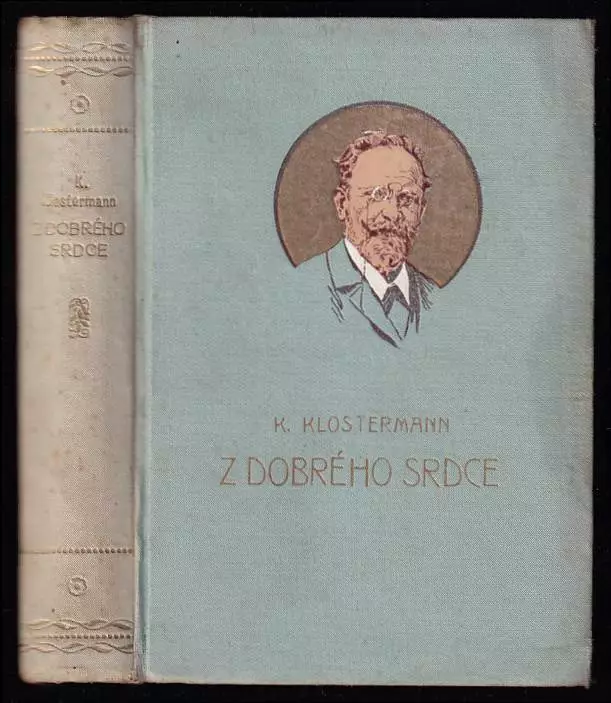 K.
Klostermann
Z DOBRÉHO
SRDCE
K. KLOSTERMANN
Z DOBRÉHO SRDCE